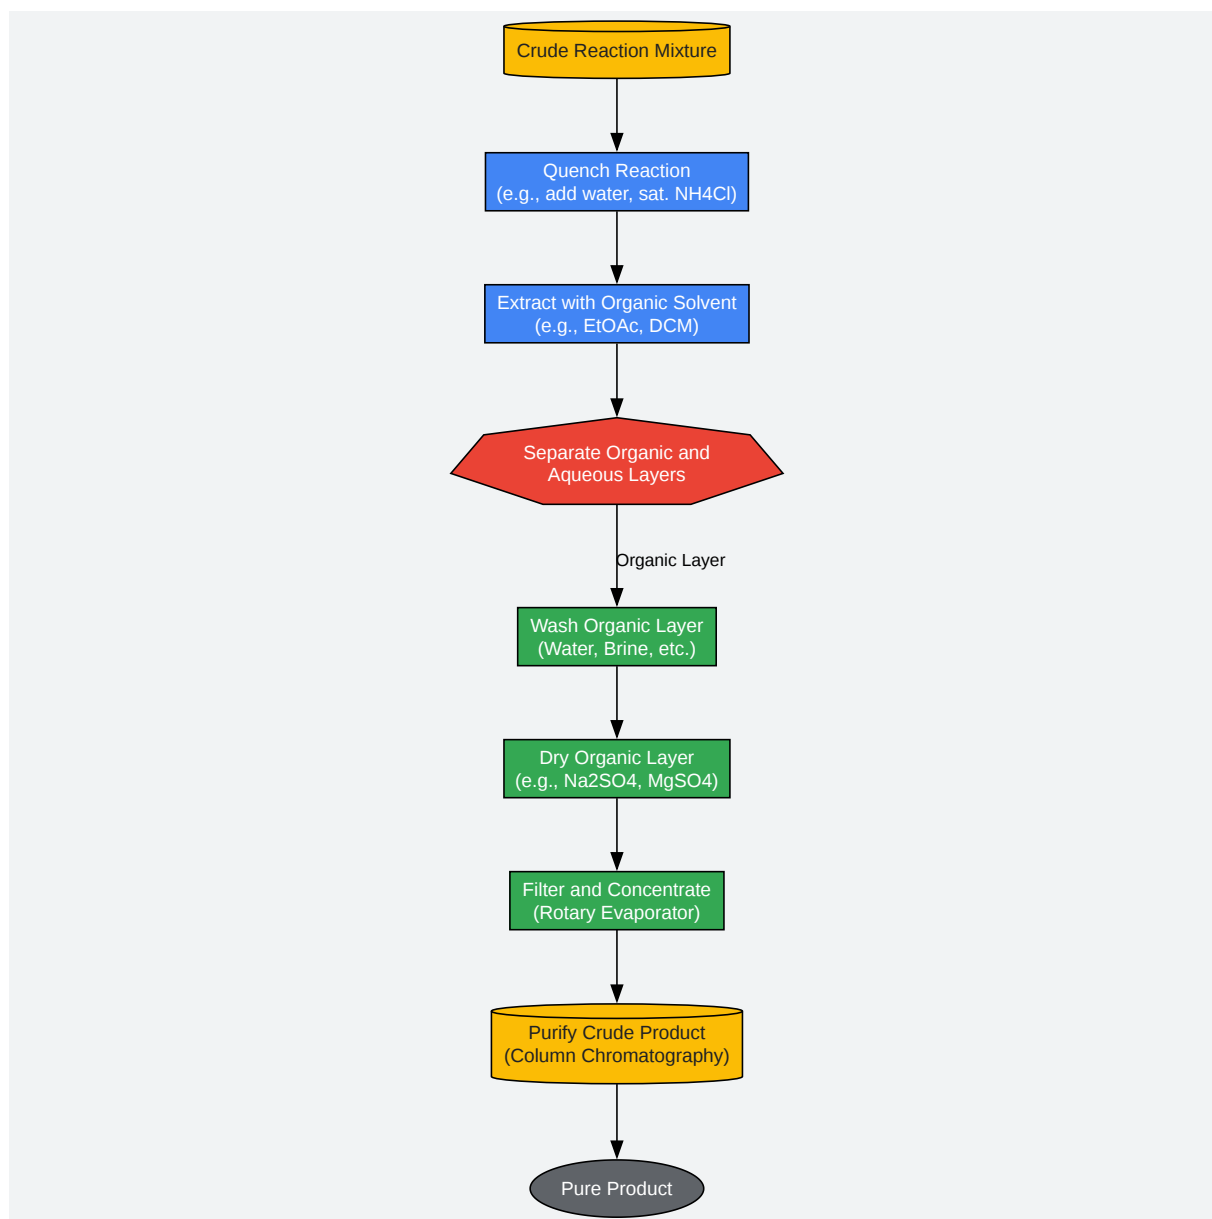 Crude Reaction Mixture
Quench Reaction
(e.g., add water, sat. NH4Cl)
Extract with Organic Solvent
(e.g., EtOAc, DCM)
Separate Organic and
Aqueous Layers
Organic Layer
Wash Organic Layer
(Water, Brine, etc.)
Dry Organic Layer
(e.g., Na2SO4, MgSO4)
Filter and Concentrate
(Rotary Evaporator)
Purify Crude Product
(Column Chromatography)
Pure Product